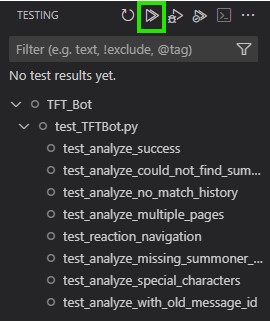 TESTING
Filter (e.g. text, !exclude, @tag)
No test results yet.
TFT_Bot
test_TFTBot.py
test_analyze_success
test_analyze_could_not_find_sum...
test_analyze_no_match_history
test_analyze_multiple_pages
test_reaction_navigation
test_analyze_missing_summoner_...
test_analyze_special_characters
test_analyze_with_old_message_id